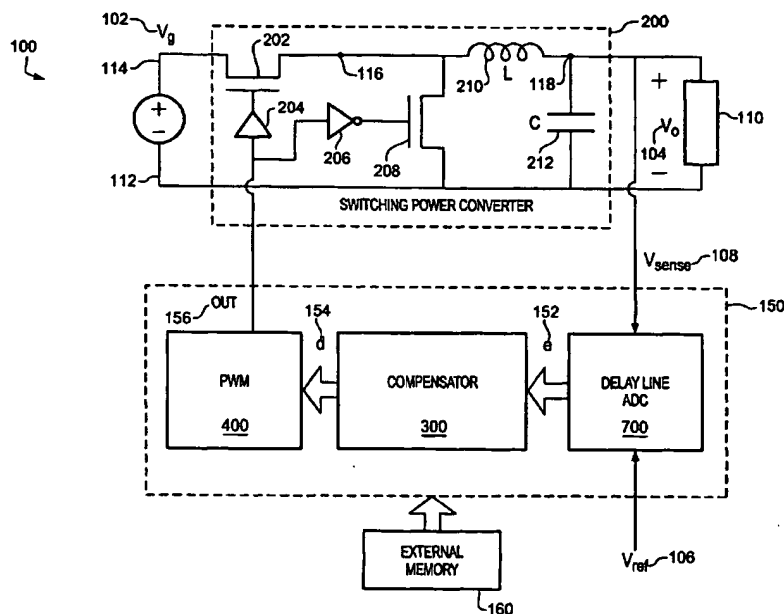 100
102
Vg
114
202
116
204
206
208
210
L
118
C
212
200
+
−
+
104
Vo
−
110
112
SWITCHING POWER CONVERTER
Vsense
108
156
OUT
154
d
152
e
150
PWM
400
COMPENSATOR
300
DELAY LINE
ADC
700
EXTERNAL
MEMORY
160
Vref
106